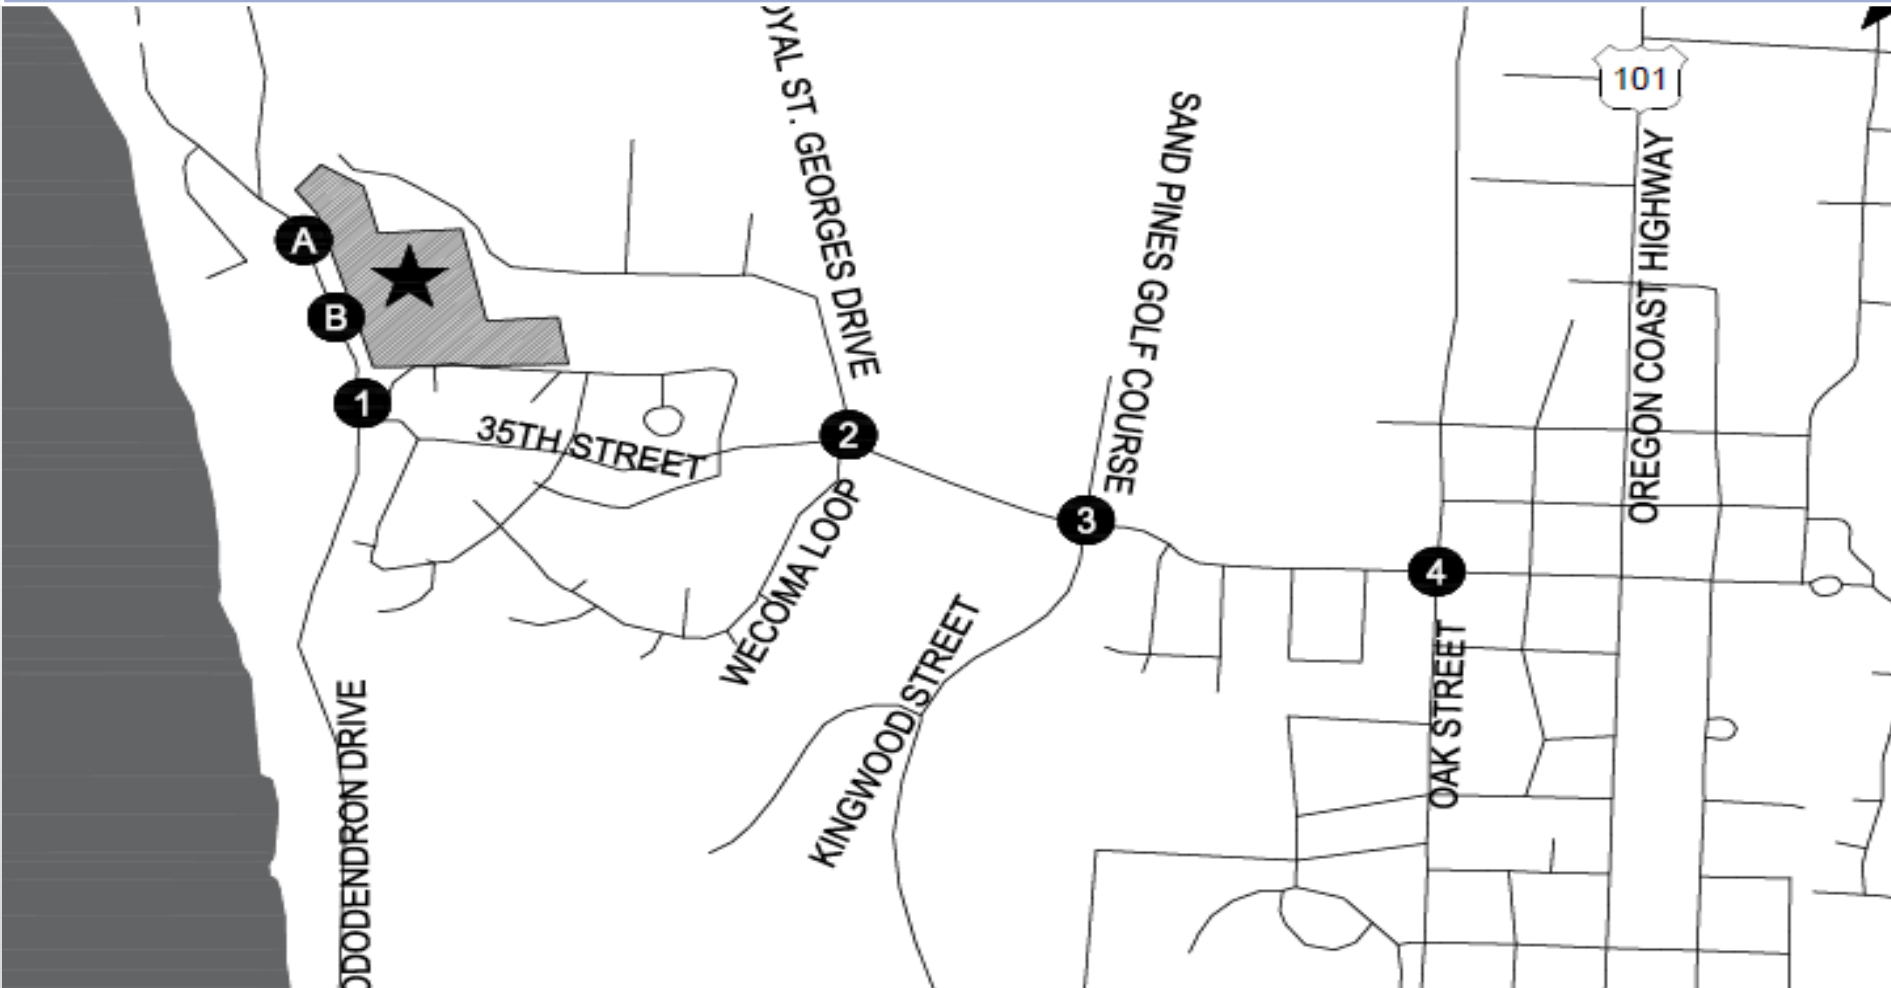 OYAL ST. GEORGES DRIVE
SAND PINES GOLF COURSE
101
OREGON COAST HIGHWAY
A
B
1
35TH STREET
2
3
4
WECOMA LOOP
KINGWOOD STREET
OAK STREET
ODODENDRON DRIVE